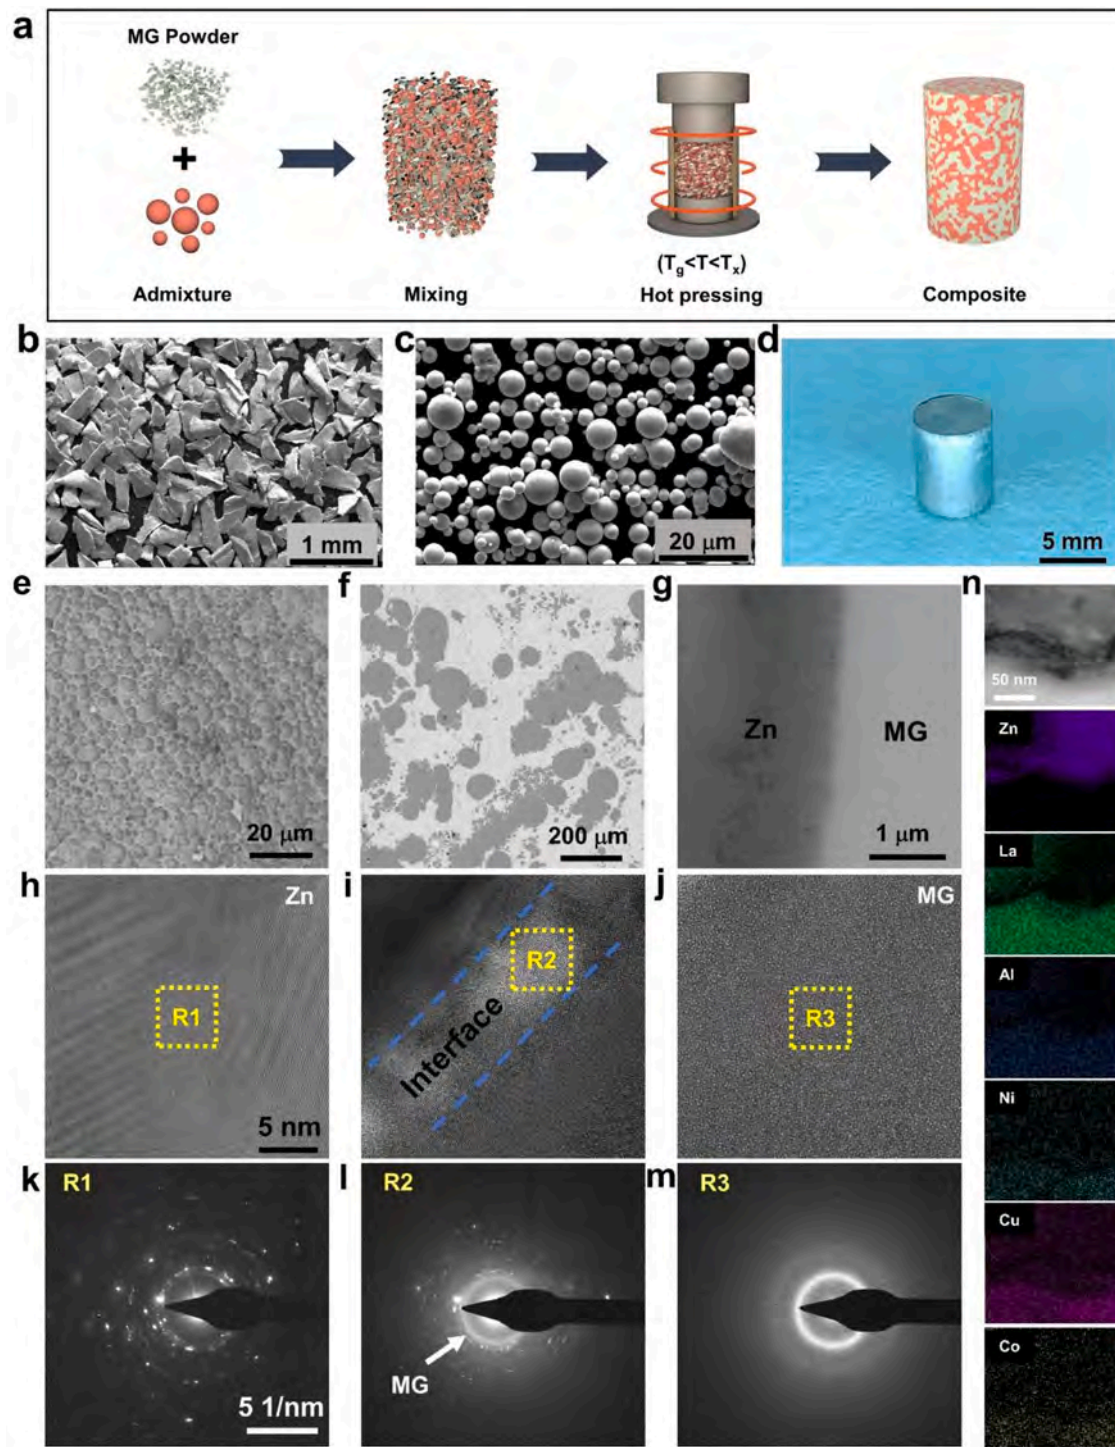 a
MG Powder
+
(Tg<T<Tx)
Admixture
Mixing
Hot pressing
Composite
b
1 mm
c
20 μm
d
5 mm
e
20 μm
f
200 μm
g
Zn
MG
1 μm
n
50 nm
Zn
La
Al
Ni
Cu
Co
h
Zn
R1
5 nm
i
R2
Interface
j
MG
R3
k
R1
5 1/nm
l
R2
MG
m
R3